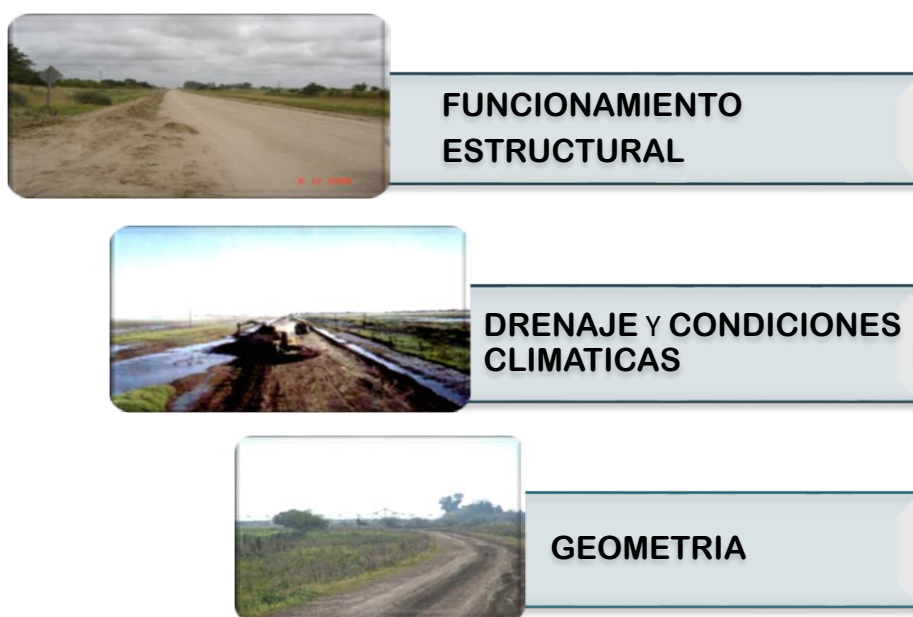 FUNCIONAMIENTO
ESTRUCTURAL
DRENAJE Y CONDICIONES
CLIMATICAS
GEOMETRIA